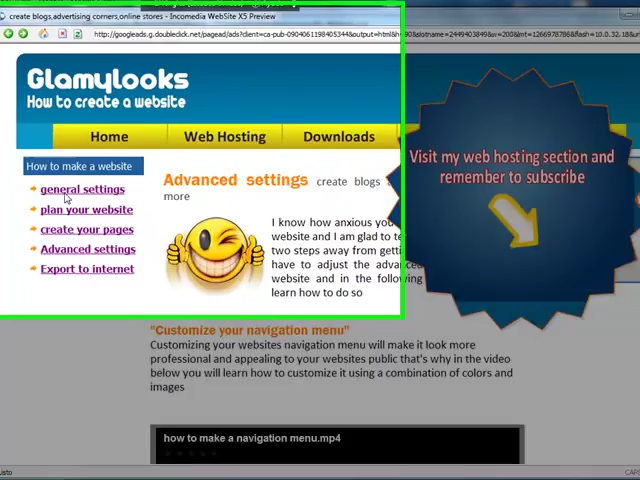 create blogs,advertising corners,online stores - Incomedia WebSite X5 Preview
Glamylooks
How to create a website
Home Web Hosting Downloads
Visit my web hosting section and
remember to subscribe
How to make a website
general settings
plan your website
create your pages
Advanced settings
Export to internet
Advanced settings create blogs
more
I know how anxious you
website and I am glad to te
two steps away from getti
have to adjust the advanced
website and in the following
learn how to do so
"Customize your navigation menu"
Customizing your websites navigation menu will make it look more
professional and appealing to your websites public that's why in the video
below you will learn how to customize it using a combination of colors and
images
how to make a navigation menu.mp4